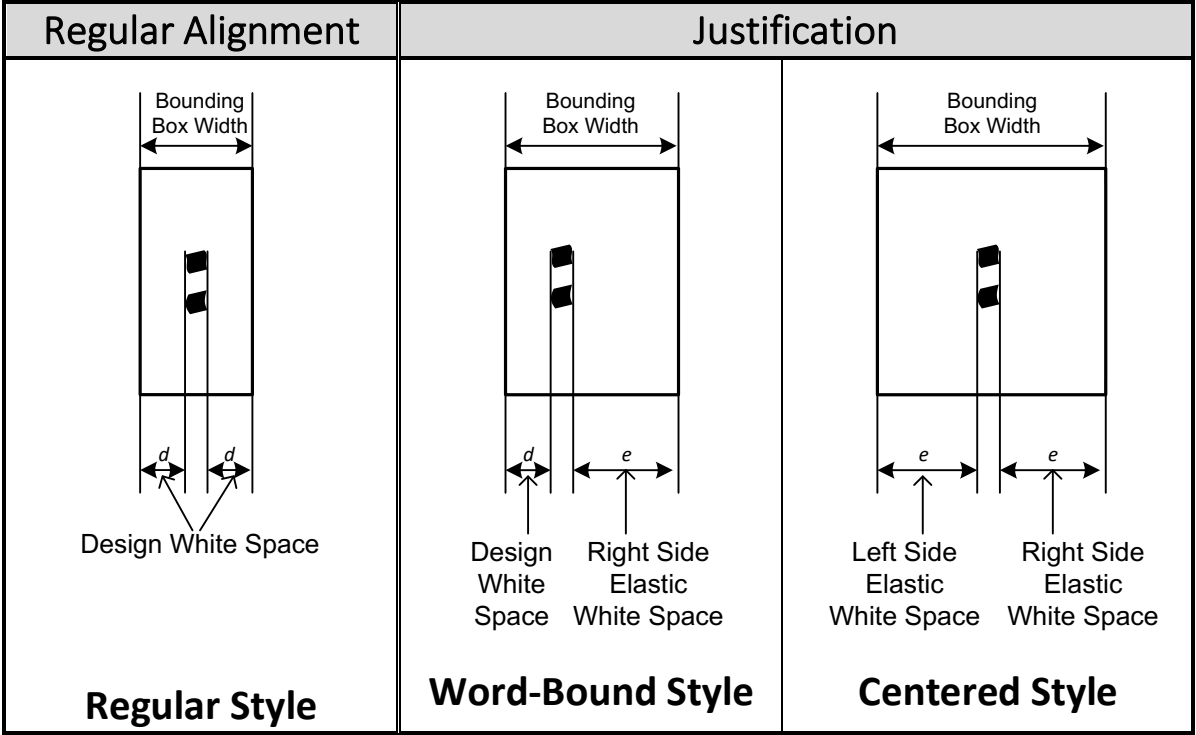 Regular Alignment
Justification
Bounding
Box Width
d
d
Design White Space
Regular Style
Bounding
Box Width
d
e
Design
White
Space
Right Side
Elastic
White Space
Word-Bound Style
Bounding
Box Width
e
e
Left Side
Elastic
White Space
Right Side
Elastic
White Space
Centered Style